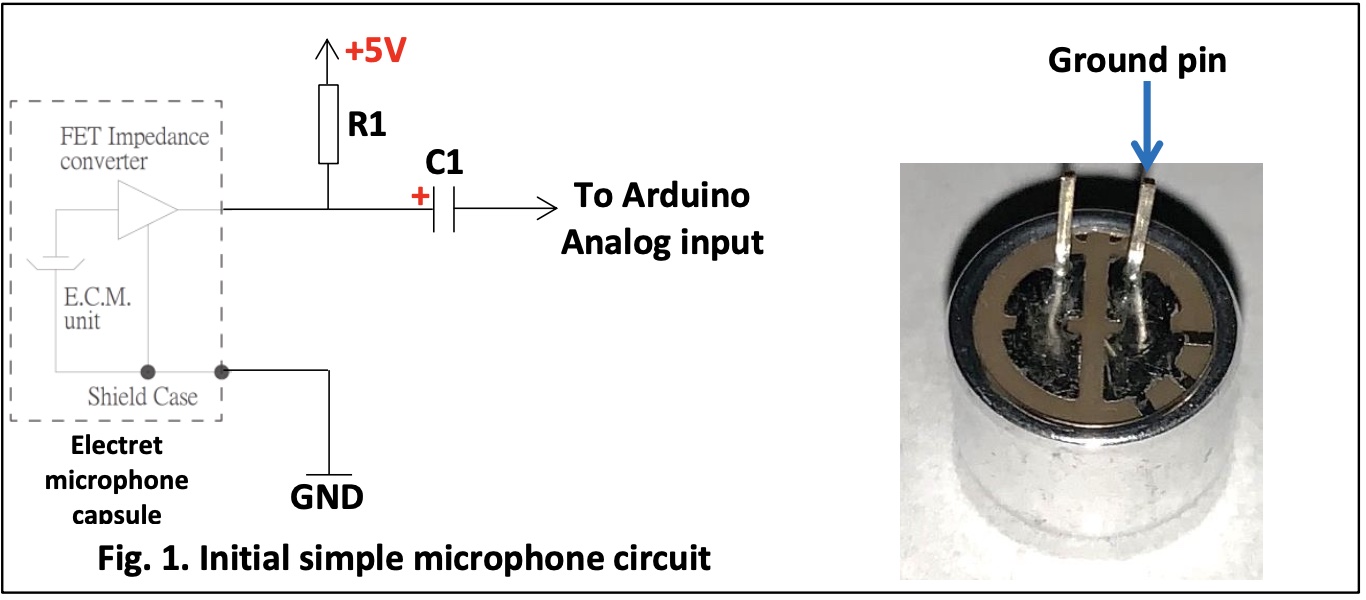 +5V
R1
FET Impedance
converter
C1
+
To Arduino
Analog input
E.C.M.
unit
Shield Case
Electret
microphone
capsule
GND
Fig. 1. Initial simple microphone circuit
Ground pin